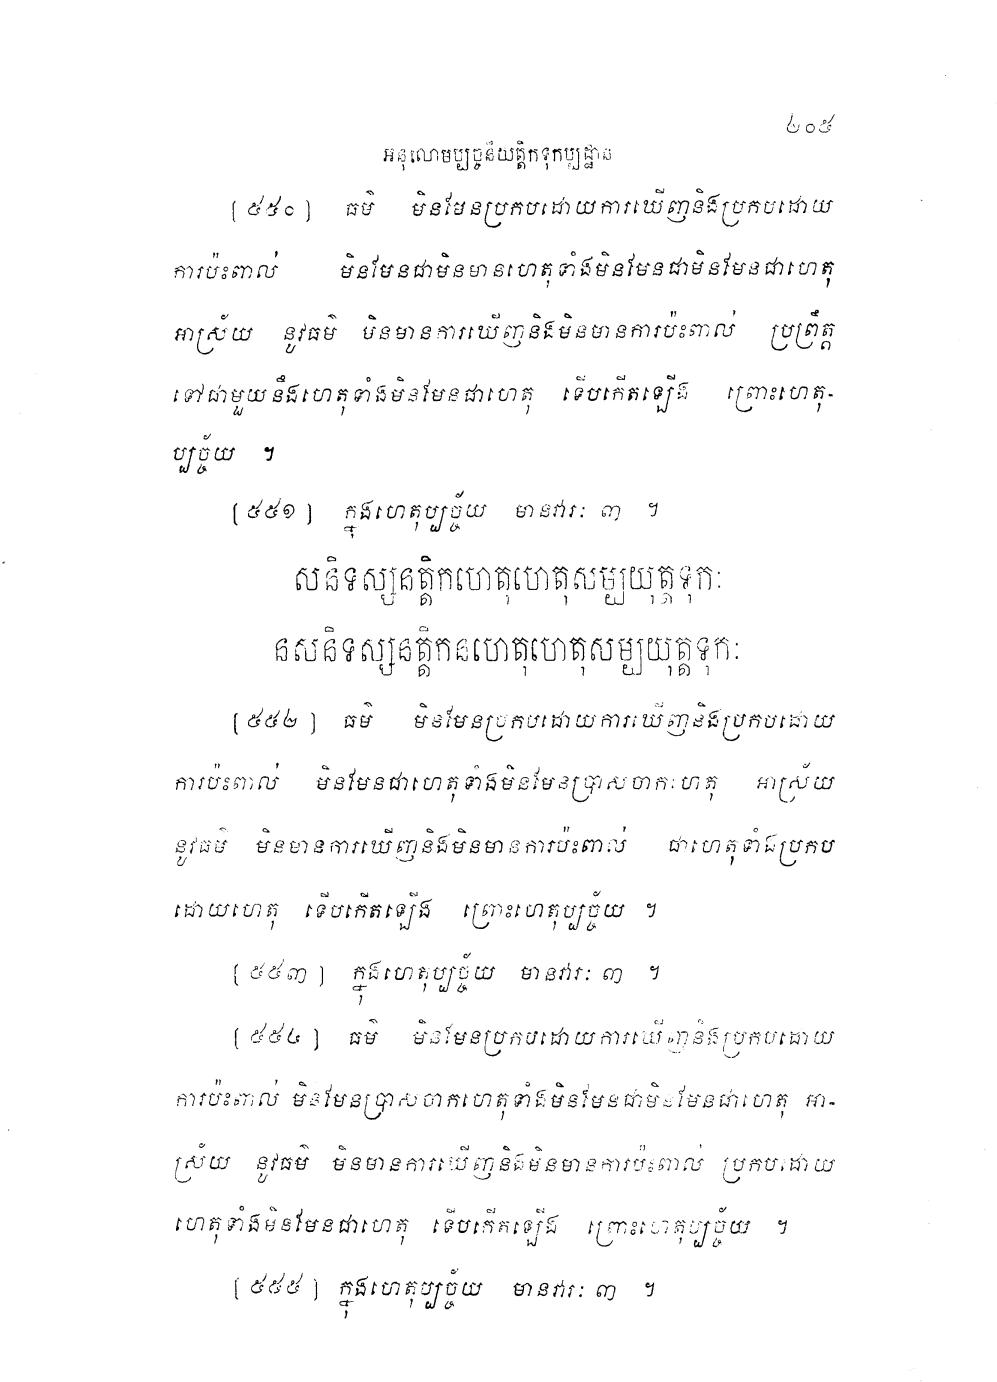 ២០៥
អនុលោមប្បច្ចនីយត្តិកទុកប្បដ្ឋាន
[៥៥០] ធម៌ មិនមែនប្រកបដោយការឃើញនិងប្រកបដោយ
ការប៉ះពាល់ មិនមែនជាមិនមានហេតុទាំងមិនមែនជាមិនមែនជាហេតុ
អាស្រ័យ នូវធម៌ មិនមានការឃើញនិងមិនមានការប៉ះពាល់ ប្រព្រឹត្ត
ទៅជាមួយនឹងហេតុទាំងមិនមែនជាហេតុ ទើបកើតឡើង ព្រោះហេតុ-
ប្បច្ច័យ ។
[៥៥១] ក្នុងហេតុប្បច្ច័យ មានវារៈ ៣ ។
សនិទស្សនត្តិកហេតុហេតុសម្បយុត្តទុកៈ
នសនិទស្សនត្តិកនហេតុហេតុសម្បយុត្តទុកៈ
[៥៥២] ធម៌ មិនមែនប្រកបដោយការឃើញនិងប្រកបដោយ
ការប៉ះពាល់ មិនមែនជាហេតុទាំងមិនមែនប្រាសចាកហេតុ អាស្រ័យ
នូវធម៌ មិនមានការឃើញនិងមិនមានការប៉ះពាល់ ជាហេតុទាំងប្រកប
ដោយហេតុ ទើបកើតឡើង ព្រោះហេតុប្បច្ច័យ ។
[៥៥៣] ក្នុងហេតុប្បច្ច័យ មានវារៈ ៣ ។
[៥៥៤] ធម៌ មិនមែនប្រកបដោយការឃើញនិងប្រកបដោយ
ការប៉ះពាល់ មិនមែនប្រាសចាកហេតុទាំងមិនមែនជាមិនមែនជាហេតុ អា-
ស្រ័យ នូវធម៌ មិនមានការឃើញនិងមិនមានការប៉ះពាល់ ប្រកបដោយ
ហេតុទាំងមិនមែនជាហេតុ ទើបកើតឡើង ព្រោះហេតុប្បច្ច័យ ។
[៥៥៥] ក្នុងហេតុប្បច្ច័យ មានវារៈ ៣ ។